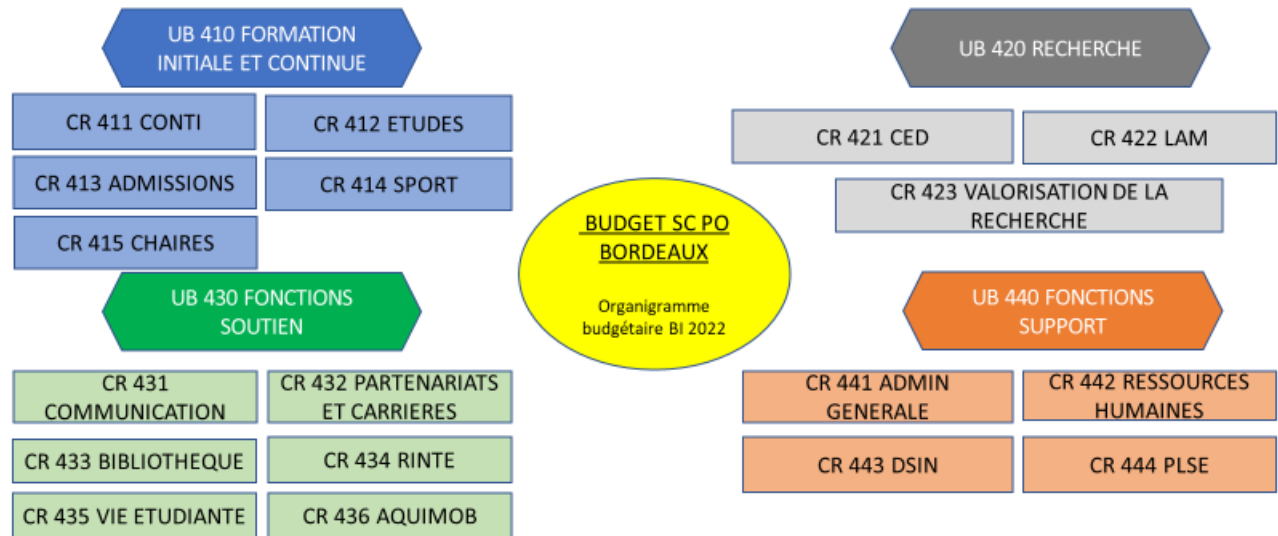 UB 410 FORMATION
INITIALE ET CONTINUE
CR 411 CONTI
CR 412 ETUDES
CR 413 ADMISSIONS
CR 414 SPORT
CR 415 CHAIRES
UB 420 RECHERCHE
CR 421 CED
CR 422 LAM
CR 423 VALORISATION DE LA
RECHERCHE
BUDGET SC PO
BORDEAUX
Organigramme
budgétaire BI 2022
UB 430 FONCTIONS
SOUTIEN
CR 431
COMMUNICATION
CR 432 PARTENARIATS
ET CARRIERES
CR 433 BIBLIOTHEQUE
CR 434 RINTE
CR 435 VIE ETUDIANTE
CR 436 AQUIMOB
UB 440 FONCTIONS
SUPPORT
CR 441 ADMIN
GENERALE
CR 442 RESSOURCES
HUMAINES
CR 443 DSIN
CR 444 PLSE